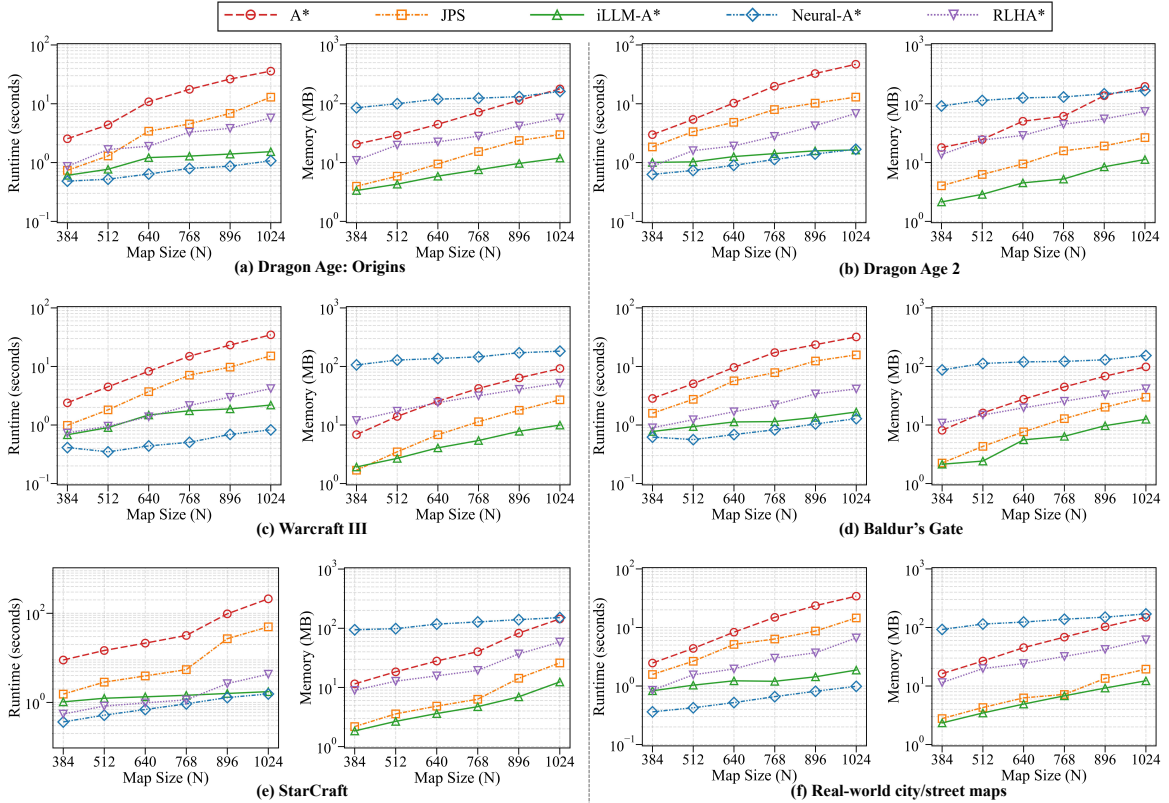 A* JPS iLLM-A* Neural-A* RLHA*
Runtime (seconds)
10² 10¹ 10⁰ 10⁻¹
384 512 640 768 896 1024
Map Size (N)
Memory (MB)
10³ 10² 10¹ 10⁰
384 512 640 768 896 1024
Map Size (N)
(a) Dragon Age: Origins
Runtime (seconds)
10² 10¹ 10⁰ 10⁻¹
384 512 640 768 896 1024
Map Size (N)
Memory (MB)
10³ 10² 10¹ 10⁰
384 512 640 768 896 1024
Map Size (N)
(b) Dragon Age 2
Runtime (seconds)
10² 10¹ 10⁰ 10⁻¹
384 512 640 768 896 1024
Map Size (N)
Memory (MB)
10³ 10² 10¹ 10⁰
384 512 640 768 896 1024
Map Size (N)
(c) Warcraft III
Runtime (seconds)
10² 10¹ 10⁰ 10⁻¹
384 512 640 768 896 1024
Map Size (N)
Memory (MB)
10³ 10² 10¹ 10⁰
384 512 640 768 896 1024
Map Size (N)
(d) Baldur’s Gate
Runtime (seconds)
10² 10⁰
384 512 640 768 896 1024
Map Size (N)
Memory (MB)
10³ 10² 10¹ 10⁰
384 512 640 768 896 1024
Map Size (N)
(e) StarCraft
Runtime (seconds)
10² 10¹ 10⁰ 10⁻¹
384 512 640 768 896 1024
Map Size (N)
Memory (MB)
10³ 10² 10¹ 10⁰
384 512 640 768 896 1024
Map Size (N)
(f) Real-world city/street maps